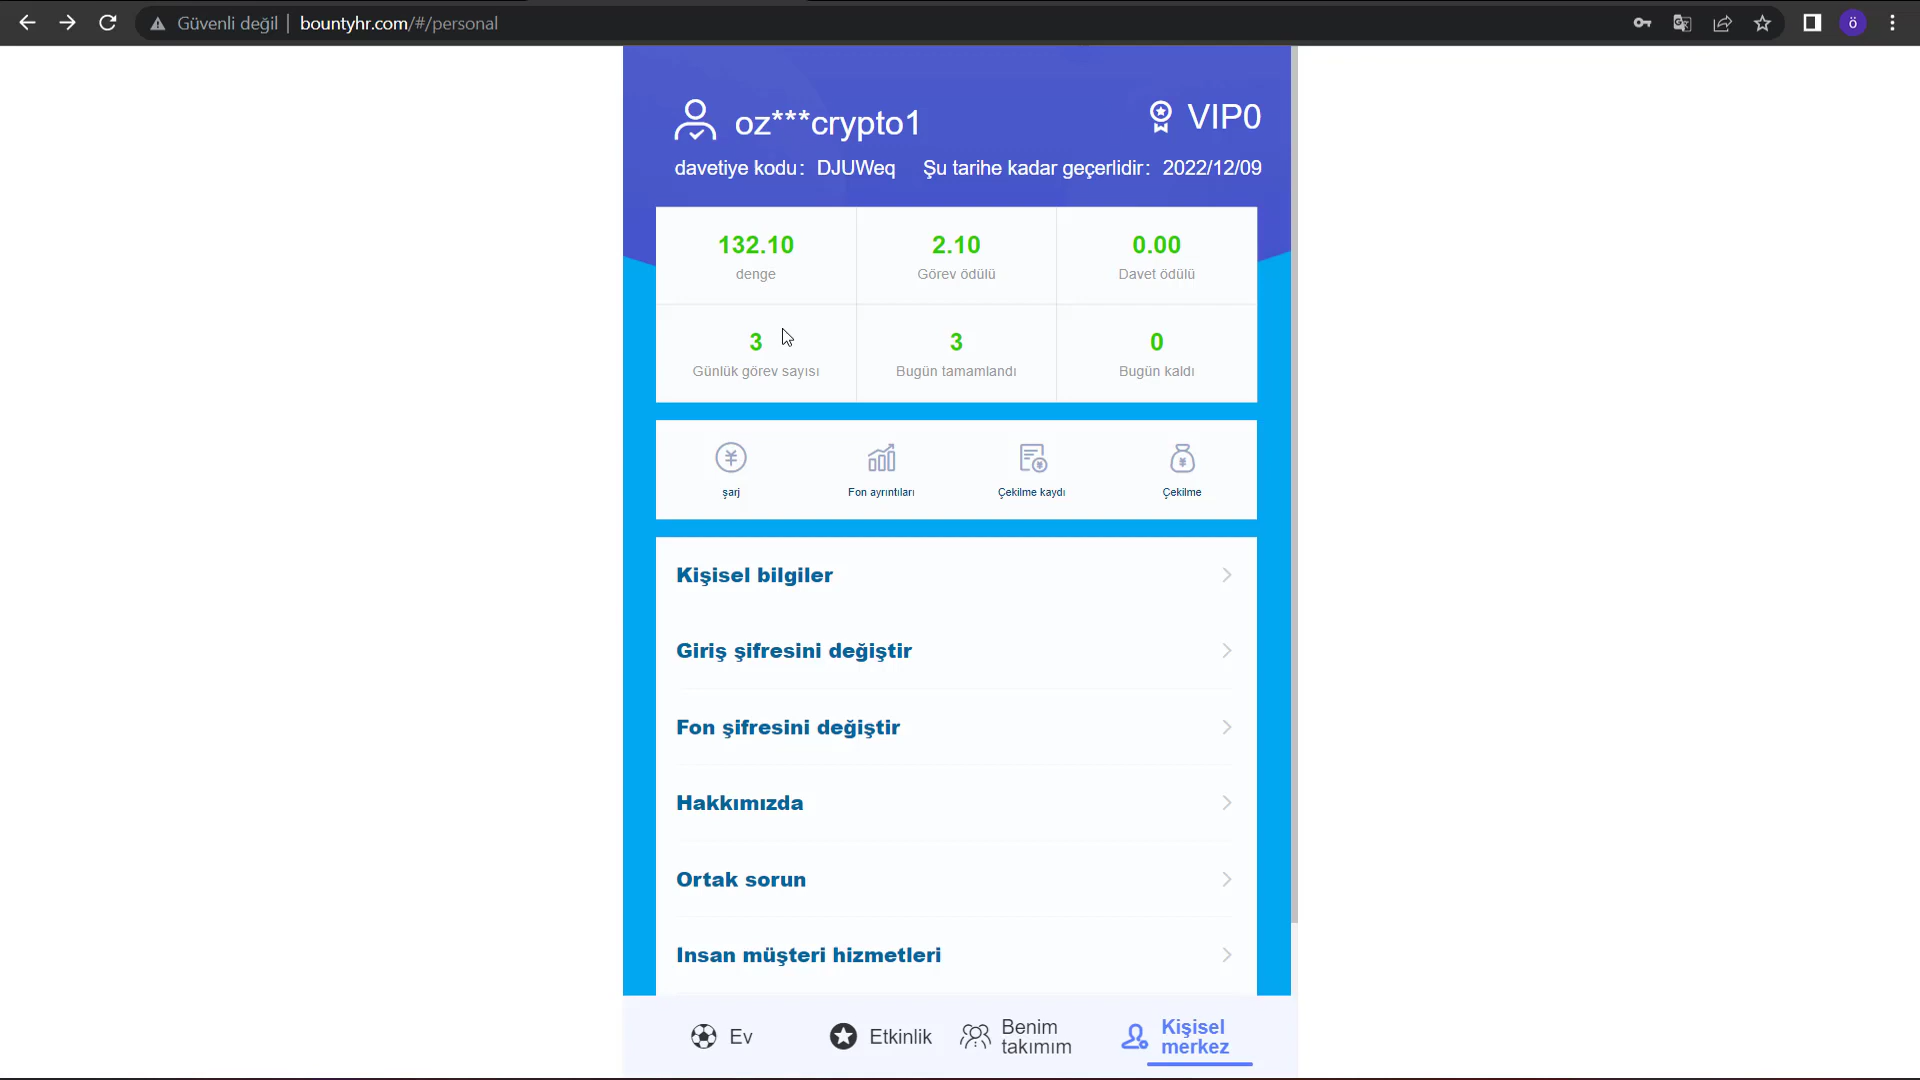 Güvenli değil | bountyhr.com/#/personal
ö
oz***crypto1
VIP0
davetiye kodu: DJUWeq Şu tarihe kadar geçerlidir: 2022/12/09
132.10 2.10 0.00
denge Görev ödülü Davet ödülü
3 3 0
Günlük görev sayısı Bugün tamamlandı Bugün kaldı
şarj Fon ayrıntıları Çekilme kaydı Çekilme
Kişisel bilgiler
Giriş şifresini değiştir
Fon şifresini değiştir
Hakkımızda
Ortak sorun
Insan müşteri hizmetleri
Ev
Etkinlik
Benim
takımım
Kişisel
merkez